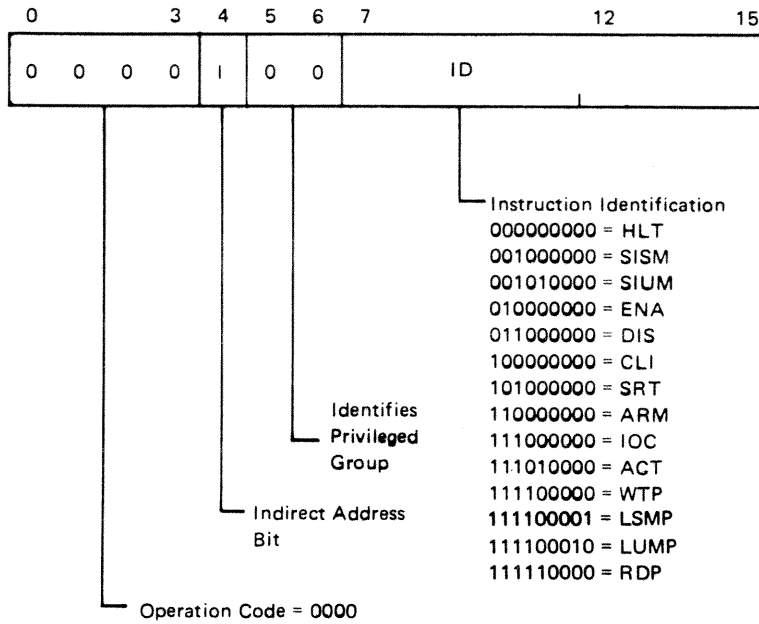 0 3 4 5 6 7 12 15
0 0 0 0 I 0 0 ID
Instruction Identification
000000000 = HLT
001000000 = SISM
001010000 = SIUM
010000000 = ENA
011000000 = DIS
100000000 = CLI
101000000 = SRT
110000000 = ARM
111000000 = IOC
111010000 = ACT
111100000 = WTP
111100001 = LSMP
111100010 = LUMP
111110000 = RDP
Identifies
Privileged
Group
Indirect Address
Bit
Operation Code = 0000